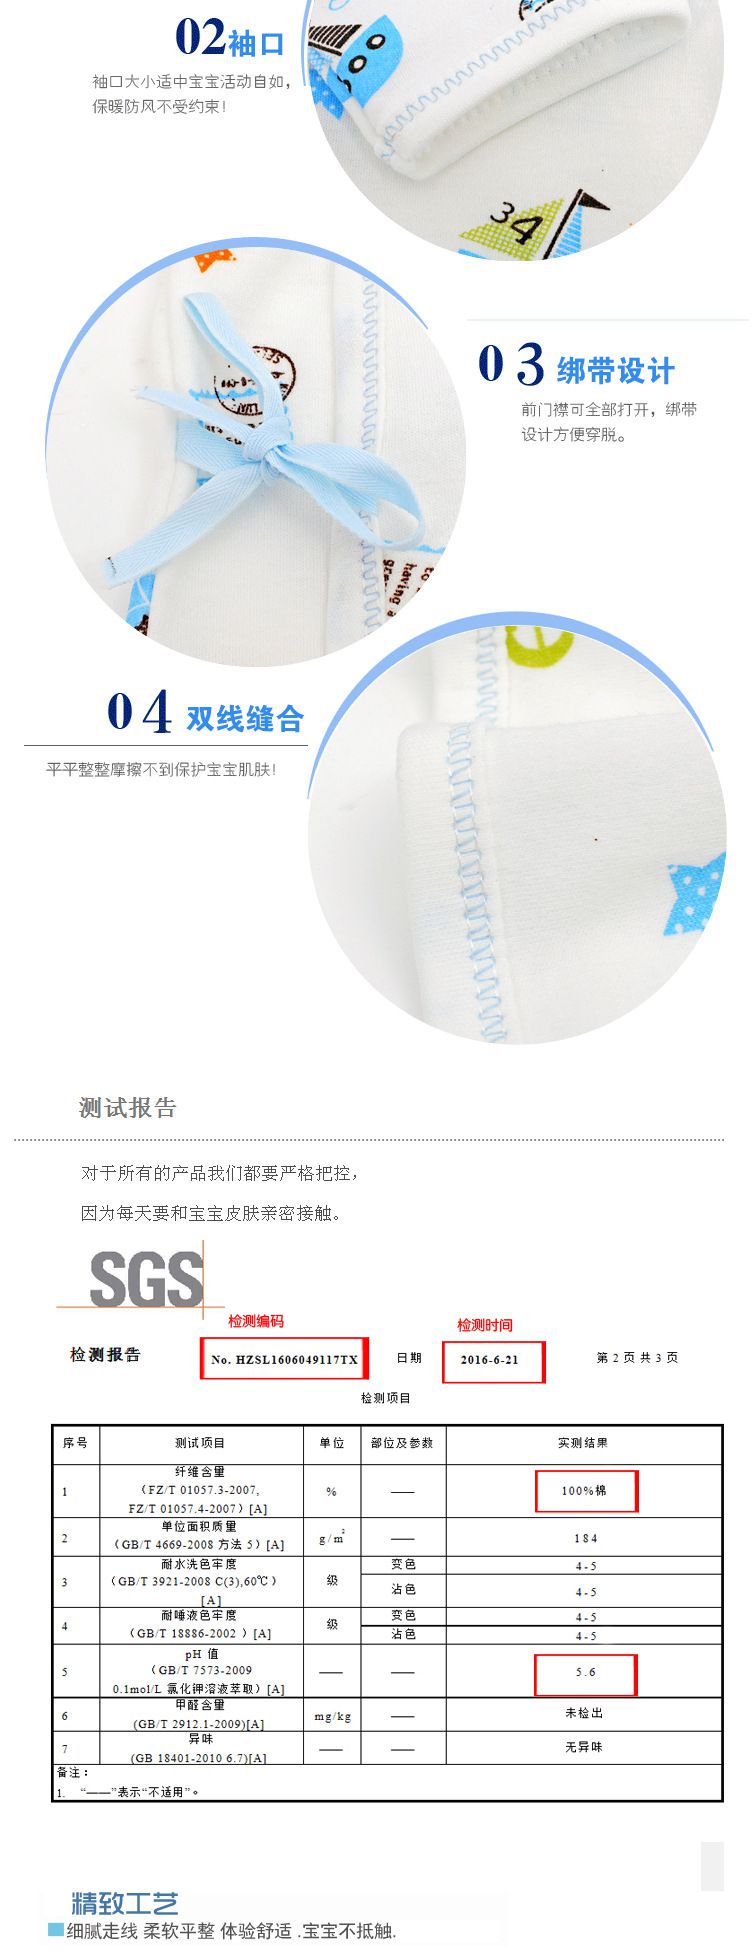 02袖口
袖口大小适中宝宝活动自如，
保暖防风不受约束！
34
03 绑带设计
前门襟可全部打开，绑带
设计方便穿脱。
to
having a
04 双线缝合
平平整整摩擦不到保护宝宝肌肤！
测试报告
对于所有的产品我们都要严格把控，
因为每天要和宝宝皮肤亲密接触。
SGS
检测编码
检测时间
检测报告 No. HZSL1606049117TX 日期 2016-6-21 第 2 页 共 3 页
检测项目
序号 测试项目 单位 部位及参数 实测结果
1 纤维含量 % —— 100%棉
（FZ/T 01057.3-2007,
FZ/T 01057.4-2007）[A]
2 单位面积质量 g/m² —— 184
（GB/T 4669-2008 方法 5）[A]
3 耐水洗色牢度 级 变色 4-5
（GB/T 3921-2008 C(3),60℃）
[A] 沾色 4-5
4 耐唾液色牢度 级 变色 4-5
（GB/T 18886-2002 ）[A] 沾色 4-5
5 pH 值 —— —— 5.6
（GB/T 7573-2009
0.1mol/L 氯化钾溶液萃取）[A]
6 甲醛含量 mg/kg —— 未检出
(GB/T 2912.1-2009)[A]
7 异味 —— —— 无异味
(GB 18401-2010 6.7)[A]
备注：
1. “——”表示“不适用”。
精致工艺
细腻走线 柔软平整 体验舒适 .宝宝不抵触.